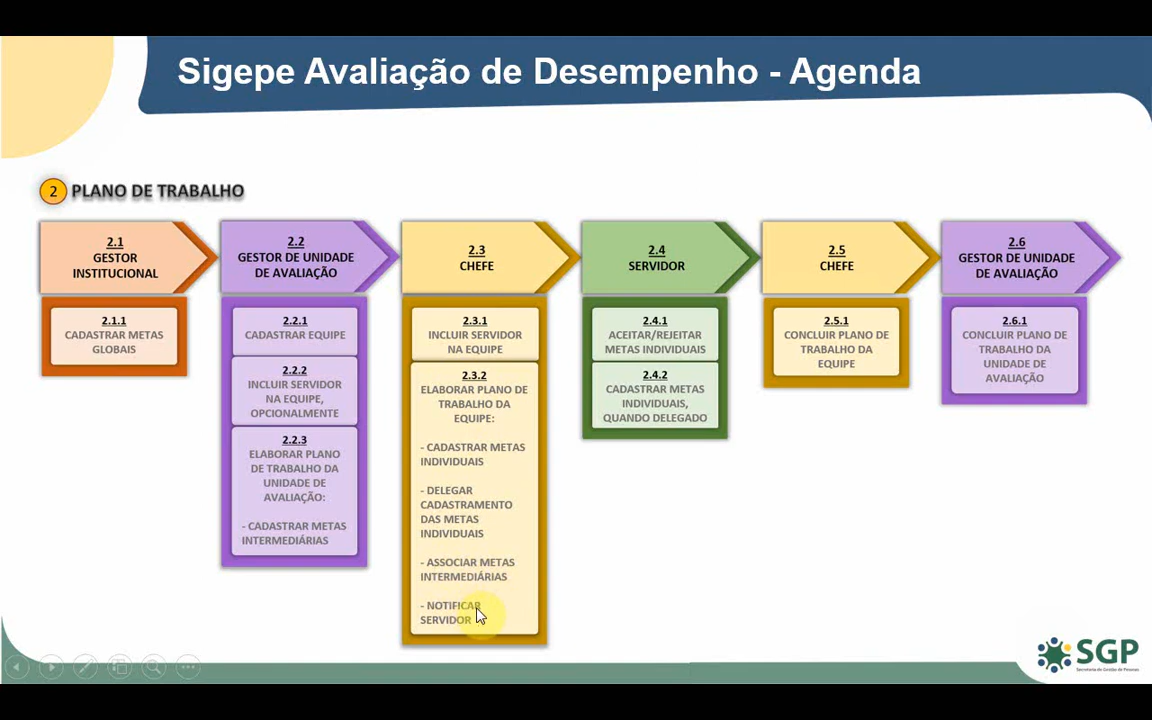 Sigepe Avaliação de Desempenho - Agenda
2 PLANO DE TRABALHO
2.1
GESTOR
INSTITUCIONAL
2.1.1
CADASTRAR METAS
GLOBAIS
2.2
GESTOR DE UNIDADE
DE AVALIAÇÃO
2.2.1
CADASTRAR EQUIPE
2.2.2
INCLUIR SERVIDOR
NA EQUIPE,
OPCIONALMENTE
2.2.3
ELABORAR PLANO
DE TRABALHO DA
UNIDADE DE
AVALIAÇÃO:
- CADASTRAR METAS
INTERMEDIÁRIAS
2.3
CHEFE
2.3.1
INCLUIR SERVIDOR
NA EQUIPE
2.3.2
ELABORAR PLANO DE
TRABALHO DA
EQUIPE:
- CADASTRAR METAS
INDIVIDUAIS
- DELEGAR
CADASTRAMENTO
DAS METAS
INDIVIDUAIS
- ASSOCIAR METAS
INTERMEDIÁRIAS
- NOTIFICAR
SERVIDOR
2.4
SERVIDOR
2.4.1
ACEITAR/REJEITAR
METAS INDIVIDUAIS
2.4.2
CADASTRAR METAS
INDIVIDUAIS,
QUANDO DELEGADO
2.5
CHEFE
2.5.1
CONCLUIR PLANO DE
TRABALHO DA
EQUIPE
2.6
GESTOR DE UNIDADE
DE AVALIAÇÃO
2.6.1
CONCLUIR PLANO DE
TRABALHO DA
UNIDADE DE
AVALIAÇÃO
SGP
Secretaria de Gestão de Pessoas